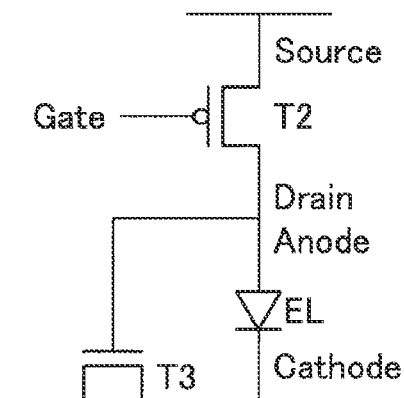 Source
Gate
T2
Drain
Anode
EL
T3
Cathode